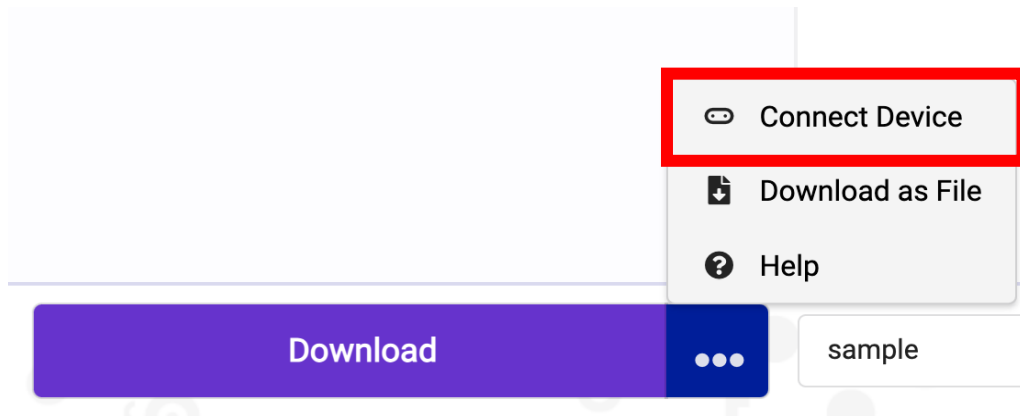 Connect Device
Download as File
Help
Download
sample